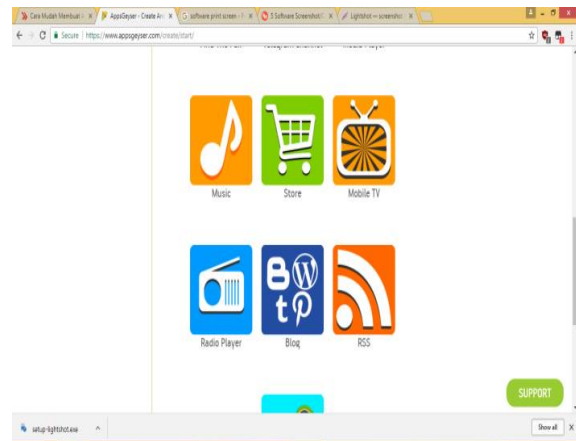 Cara Mudah Membuat
AppsGeyser - Create An
software print screen -
5 Software Screenshot
Lightshot — screenshot
Secure | https://www.appsgeyser.com/create/start/
Music
Store
Mobile TV
Radio Player
Blog
RSS
SUPPORT
setup-lightshot.exe
Show all